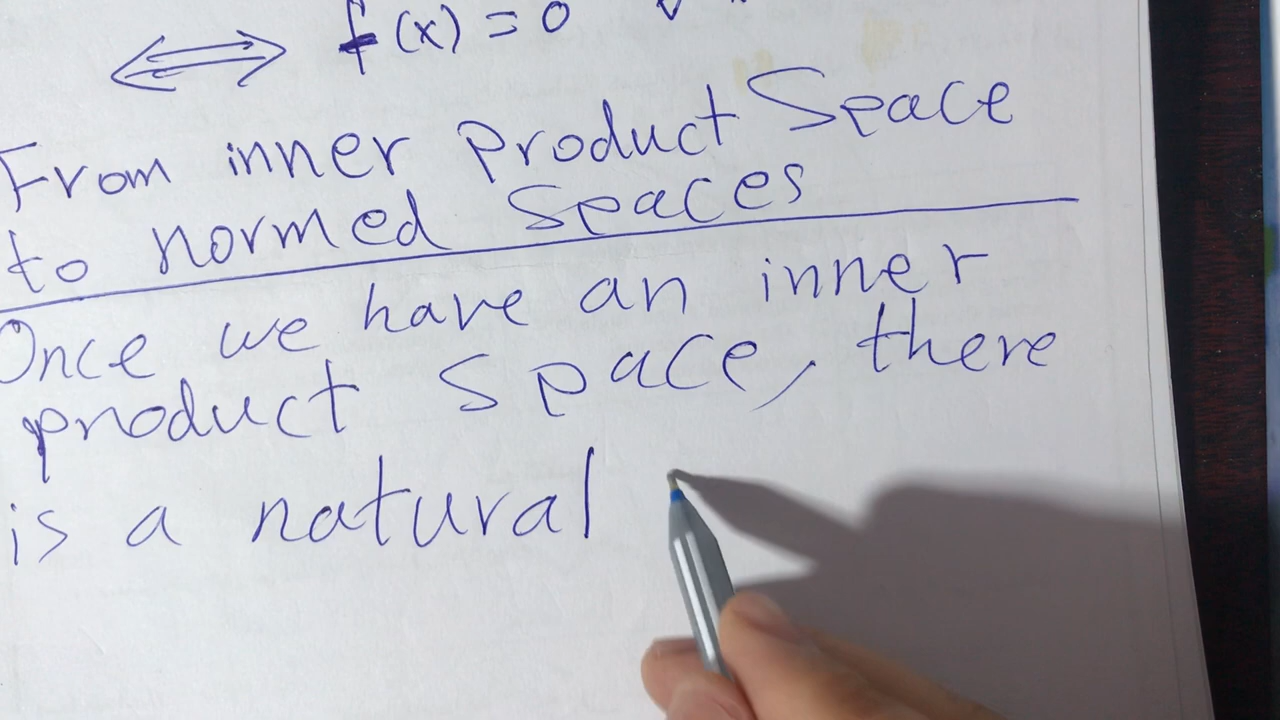 ⟺ f(x) = 0
From inner product Space
to normed Spaces
Once we have an inner
product space, there
is a natural